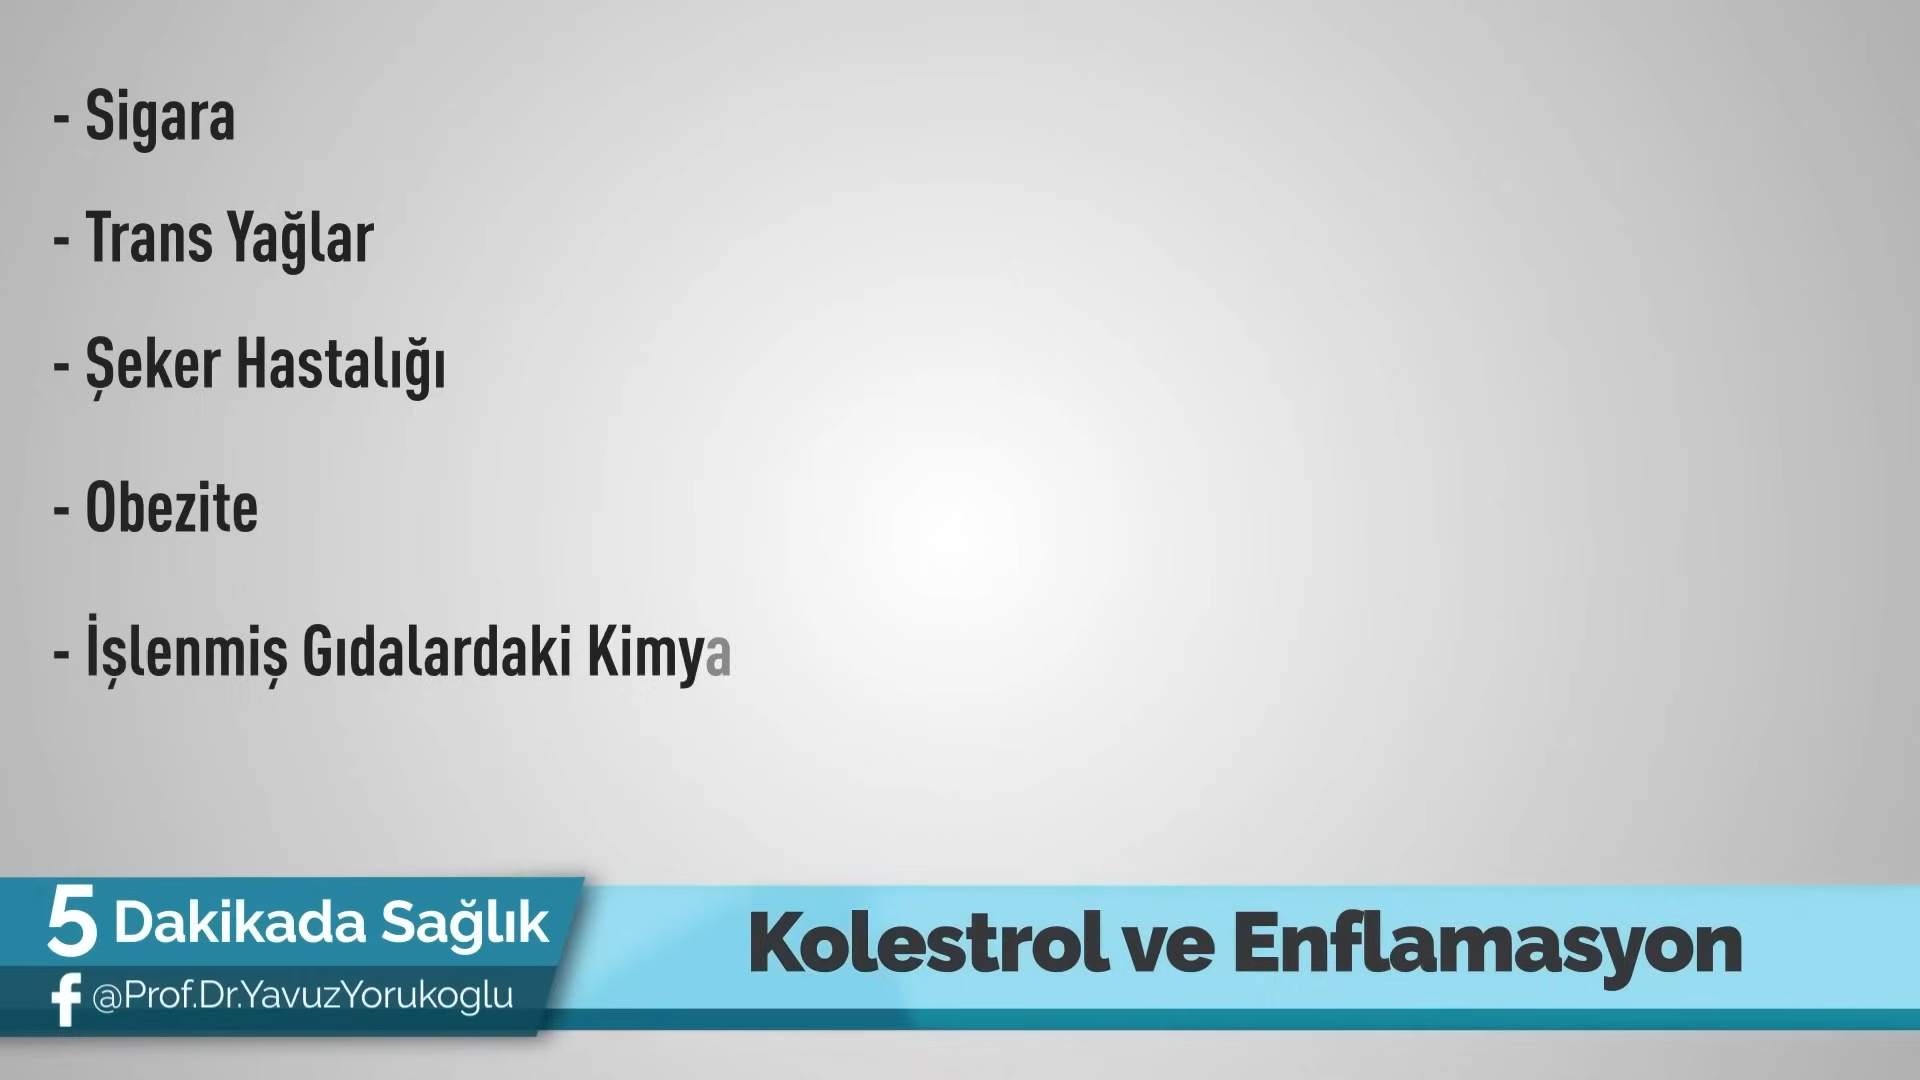 - Sigara
- Trans Yağlar
- Şeker Hastalığı
- Obezite
- İşlenmiş Gıdalardaki Kimya
5 Dakikada Sağlık
Kolestrol ve Enflamasyon
f @Prof.Dr.YavuzYorukoglu